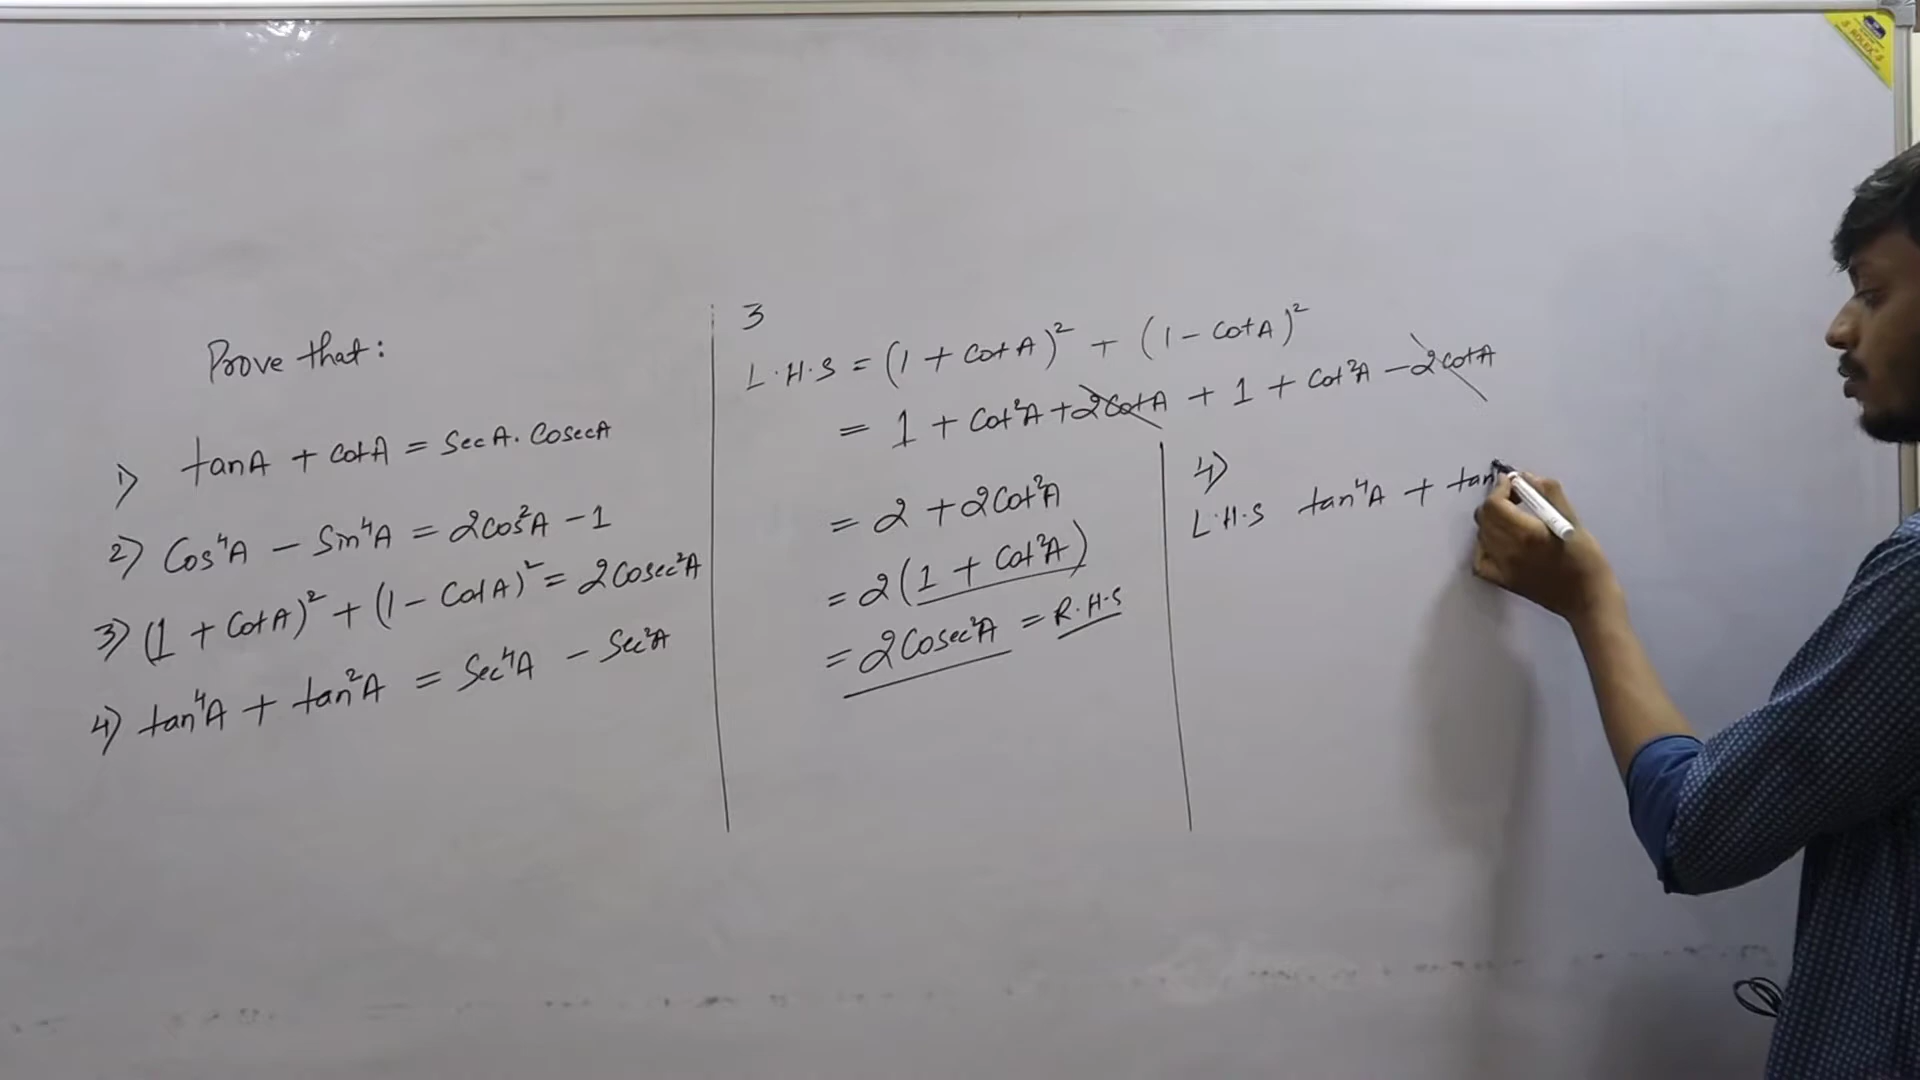 Prove that:
1) tanA + cotA = SecA. CosecA
2) Cos⁴A - Sin⁴A = 2cos²A - 1
3) (1 + CotA)² + (1 - CotA)² = 2Cosec²A
4) tan⁴A + tan²A = Sec⁴A - Sec²A
3
L.H.S = (1 + CotA)² + (1 - CotA)²
= 1 + Cot²A + 2CotA + 1 + Cot²A - 2CotA
= 2 + 2Cot²A
= 2(1 + Cot²A)
= 2Cosec²A = R.H.S
4)
L.H.S tan⁴A + tan
ROLEX